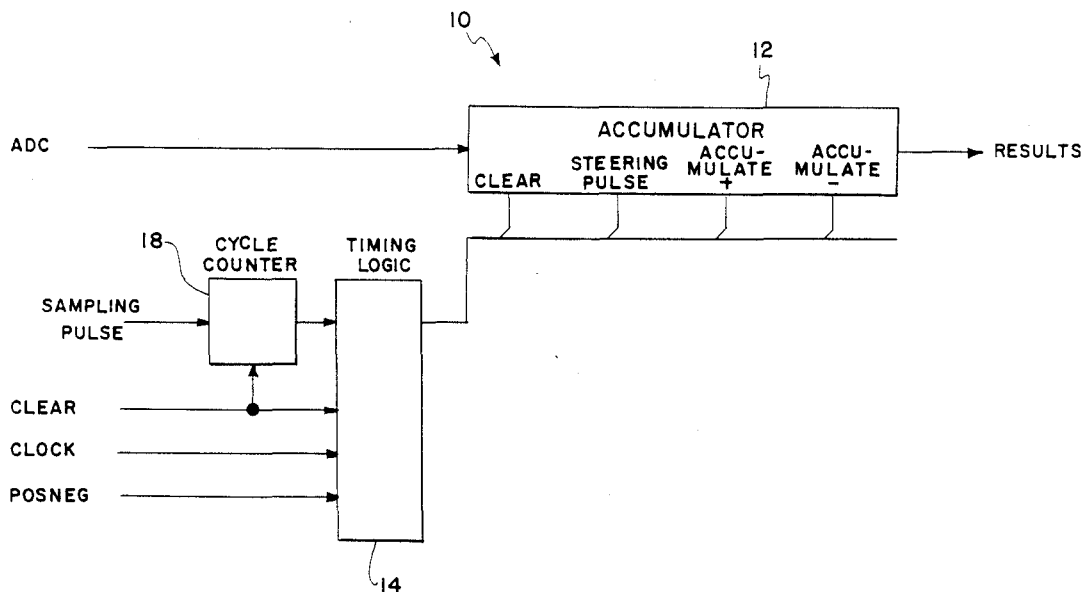 10
12
ADC
ACCUMULATOR
CLEAR
STEERING
PULSE
ACCU-
MULATE
+
ACCU-
MULATE
-
RESULTS
18
CYCLE
COUNTER
TIMING
LOGIC
SAMPLING
PULSE
CLEAR
CLOCK
POSNEG
14